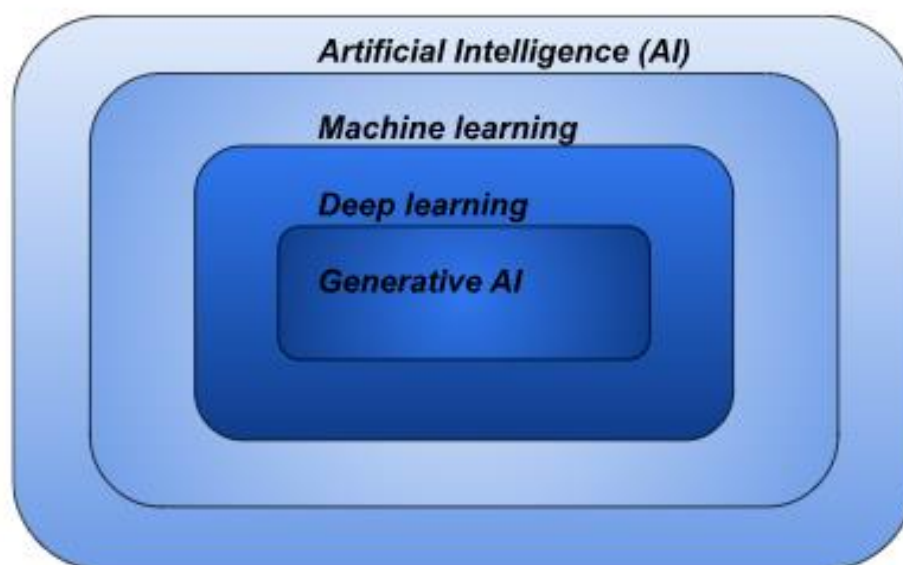 Artificial Intelligence (AI)
Machine learning
Deep learning
Generative AI